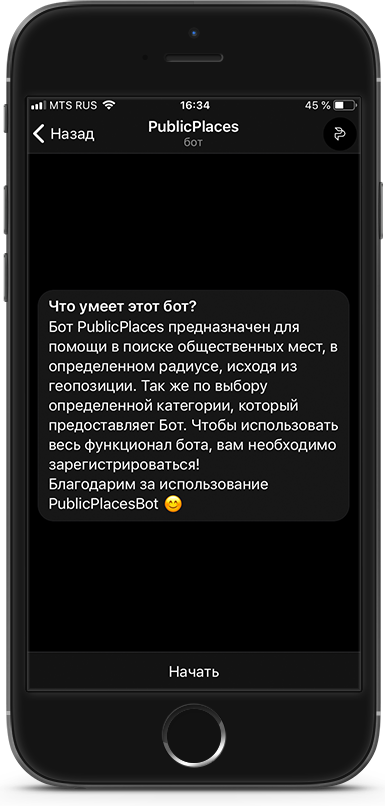 MTS RUS 16:34 45 %
Назад PublicPlaces
бот
Что умеет этот бот?
Бот PublicPlaces предназначен для
помощи в поиске общественных мест, в
определенном радиусе, исходя из
геопозиции. Так же по выбору
определенной категории, который
предоставляет Бот. Чтобы использовать
весь функционал бота, вам необходимо
зарегистрироваться!
Благодарим за использование
PublicPlacesBot 😊
Начать